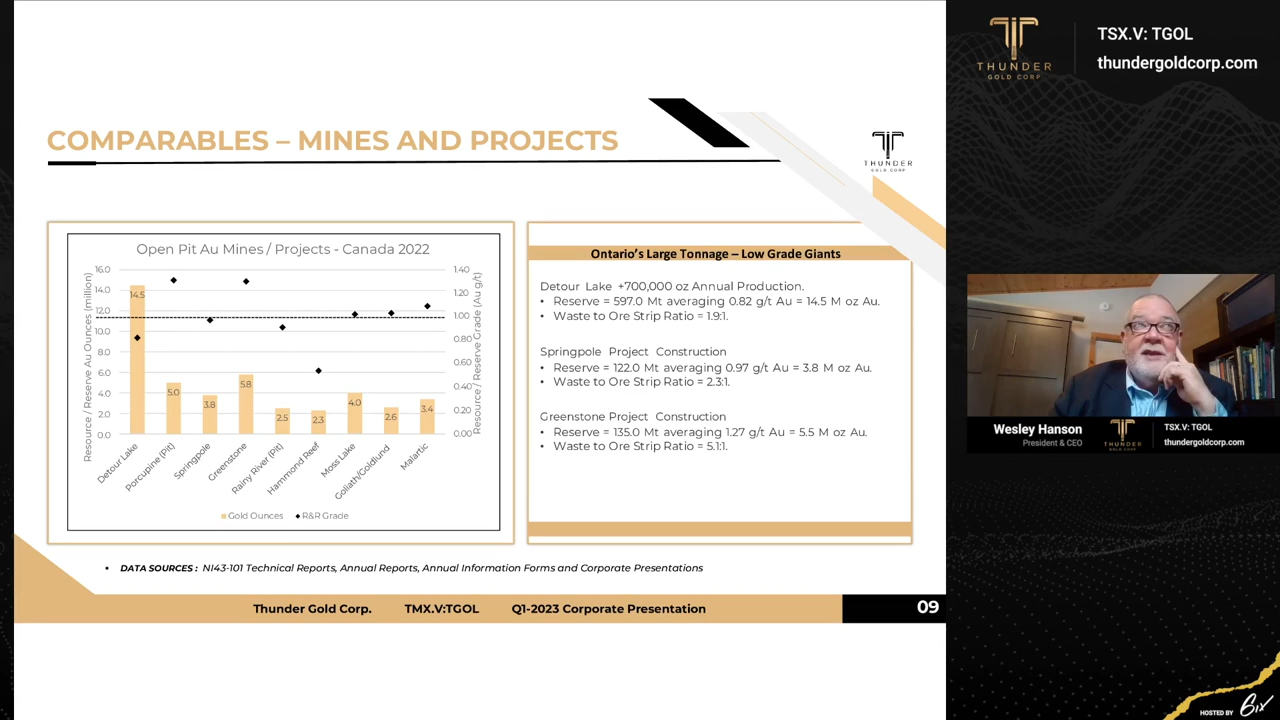 COMPARABLES – MINES AND PROJECTS
THUNDER
GOLD CORP
Open Pit Au Mines / Projects - Canada 2022
Resource / Reserve Au Ounces (million)
16.0
14.0
12.0
10.0
8.0
6.0
4.0
2.0
0.0
14.5
5.0
3.8
5.8
2.5
2.3
4.0
2.6
3.4
1.40
1.20
1.00
0.80
0.60
0.40
0.20
0.00
Resource / Reserve Grade (Au g/t)
Detour Lake
Porcupine (Pit)
Springpole
Greenstone
Rainy River (Pit)
Hammond Reef
Moss Lake
Goliath/Goldlund
Malartic
Gold Ounces
R&R Grade
Ontario's Large Tonnage – Low Grade Giants
Detour Lake +700,000 oz Annual Production.
• Reserve = 597.0 Mt averaging 0.82 g/t Au = 14.5 M oz Au.
• Waste to Ore Strip Ratio = 1.9:1.
Springpole Project Construction
• Reserve = 122.0 Mt averaging 0.97 g/t Au = 3.8 M oz Au.
• Waste to Ore Strip Ratio = 2.3:1.
Greenstone Project Construction
• Reserve = 135.0 Mt averaging 1.27 g/t Au = 5.5 M oz Au.
• Waste to Ore Strip Ratio = 5.1:1.
• DATA SOURCES : NI43-101 Technical Reports, Annual Reports, Annual Information Forms and Corporate Presentations
Thunder Gold Corp. TMX.V:TGOL Q1-2023 Corporate Presentation
09
THUNDER
GOLD CORP
TSX.V: TGOL
thundergoldcorp.com
Wesley Hanson
President & CEO
THUNDER
GOLD CORP
TSX.V: TGOL
thundergoldcorp.com
HOSTED BY 6ix